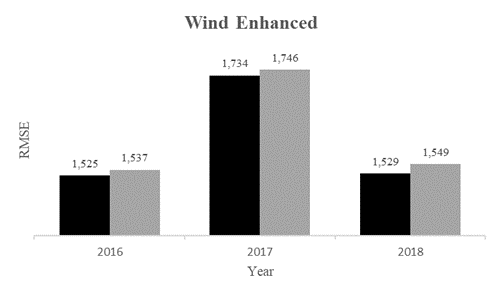 Wind Enhanced
1,734 1,746
1,525 1,537 1,529 1,549
RMSE
2016 2017 2018
Year